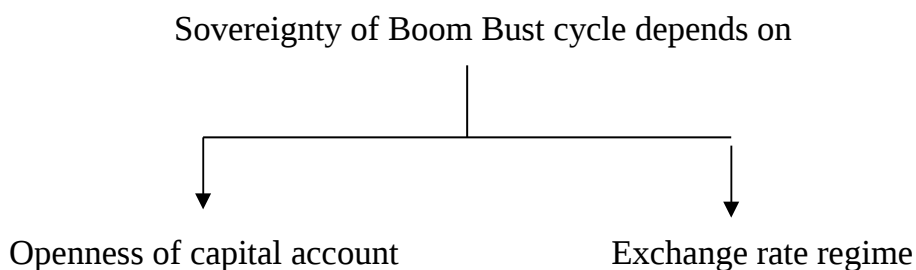 Sovereignty of Boom Bust cycle depends on
Openness of capital account
Exchange rate regime